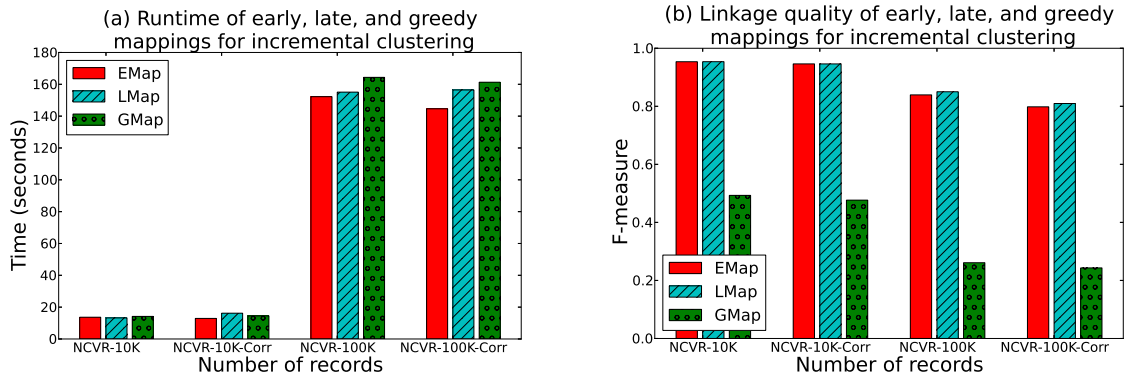 (a) Runtime of early, late, and greedy
mappings for incremental clustering
180
160
140
120
100
80
60
40
20
0
Time (seconds)
EMap
LMap
GMap
NCVR-10K NCVR-10K-Corr NCVR-100K NCVR-100K-Corr
Number of records
(b) Linkage quality of early, late, and greedy
mappings for incremental clustering
1.0
0.8
0.6
0.4
0.2
0.0
F-measure
EMap
LMap
GMap
NCVR-10K NCVR-10K-Corr NCVR-100K NCVR-100K-Corr
Number of records